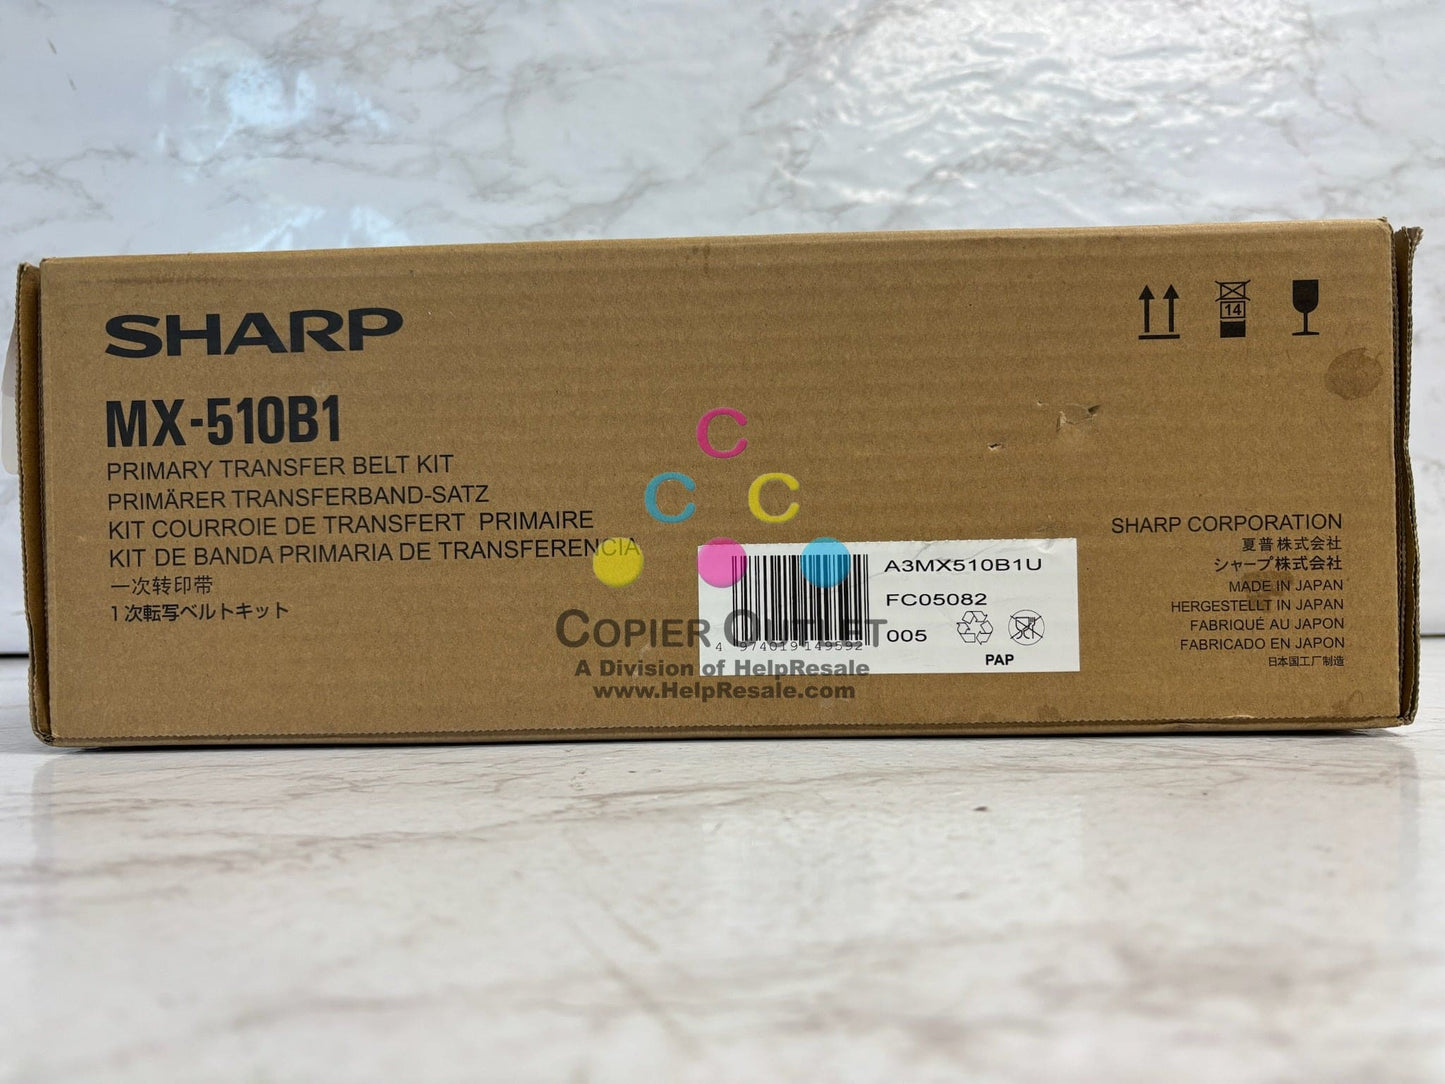 SHARP
MX-510B1
PRIMARY TRANSFER BELT KIT
PRIMÄRER TRANSFERBAND-SATZ
KIT COURROIE DE TRANSFERT PRIMAIRE
KIT DE BANDA PRIMARIA DE TRANSFERENCIA
一次转印带
1次転写ベルトキット
14
C
C C
COPIER OUTLET
A Division of HelpResale
www.HelpResale.com
4 974019 149592
A3MX510B1U
FC05082
005
PAP
SHARP CORPORATION
夏普株式会社
シャープ株式会社
MADE IN JAPAN
HERGESTELLT IN JAPAN
FABRIQUÉ AU JAPON
FABRICADO EN JAPON
日本国工厂制造